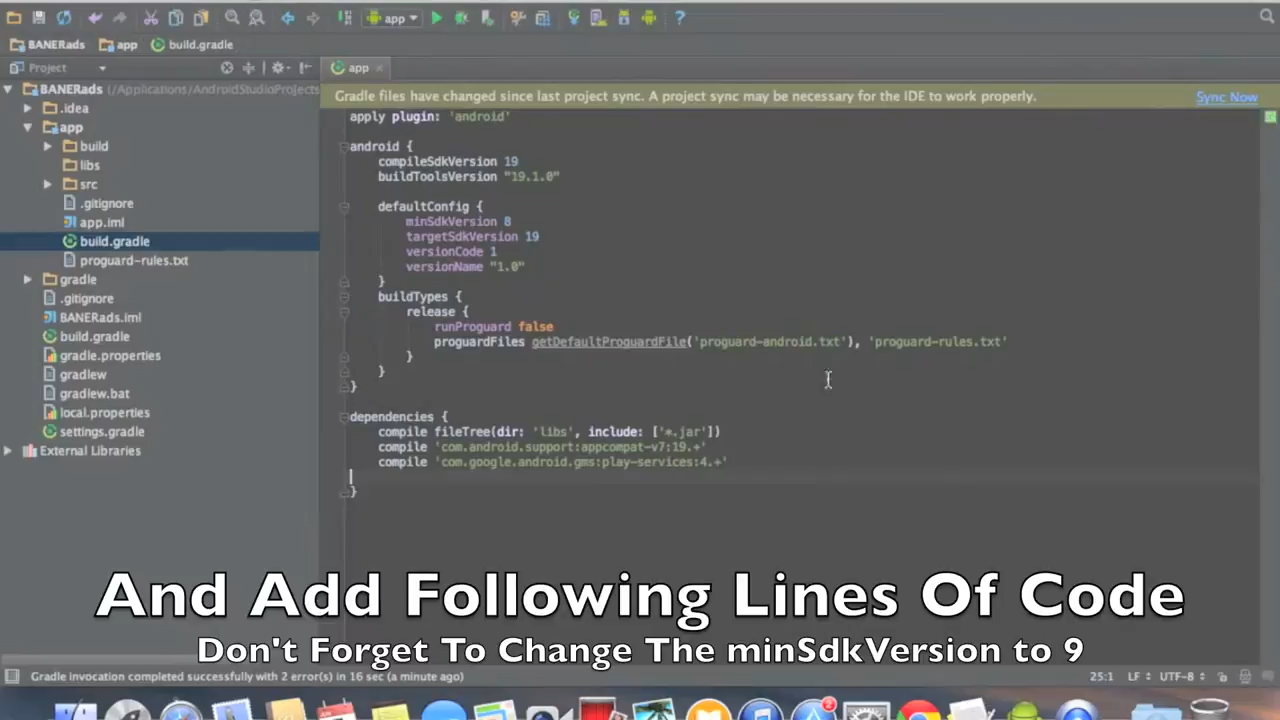 app
BANERads app build.gradle
Project
app
BANERads (/Applications/AndroidStudioProjects
.idea
app
build
libs
src
.gitignore
app.iml
build.gradle
proguard-rules.txt
gradle
.gitignore
BANERads.iml
build.gradle
gradle.properties
gradlew
gradlew.bat
local.properties
settings.gradle
External Libraries
Gradle files have changed since last project sync. A project sync may be necessary for the IDE to work properly. Sync Now
apply plugin: 'android'
android {
compileSdkVersion 19
buildToolsVersion "19.1.0"
defaultConfig {
minSdkVersion 8
targetSdkVersion 19
versionCode 1
versionName "1.0"
}
buildTypes {
release {
runProguard false
proguardFiles getDefaultProguardFile('proguard-android.txt'), 'proguard-rules.txt'
}
}
}
dependencies {
compile fileTree(dir: 'libs', include: ['*.jar'])
compile 'com.android.support:appcompat-v7:19.+'
compile 'com.google.android.gms:play-services:4.+'
}
And Add Following Lines Of Code
Don't Forget To Change The minSdkVersion to 9
Gradle invocation completed successfully with 2 error(s) in 16 sec (a minute ago) 25:1 LF UTF-8
2